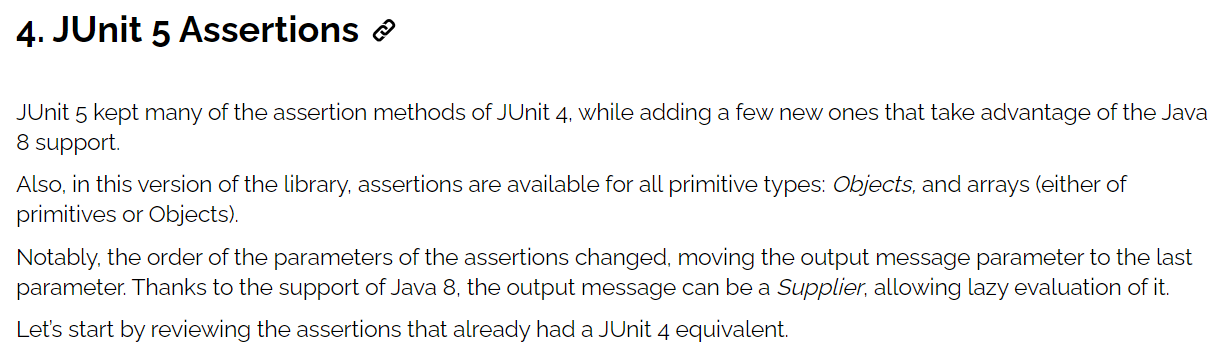 4. JUnit 5 Assertions
JUnit 5 kept many of the assertion methods of JUnit 4, while adding a few new ones that take advantage of the Java
8 support.
Also, in this version of the library, assertions are available for all primitive types: Objects, and arrays (either of
primitives or Objects).
Notably, the order of the parameters of the assertions changed, moving the output message parameter to the last
parameter. Thanks to the support of Java 8, the output message can be a Supplier, allowing lazy evaluation of it.
Let's start by reviewing the assertions that already had a JUnit 4 equivalent.